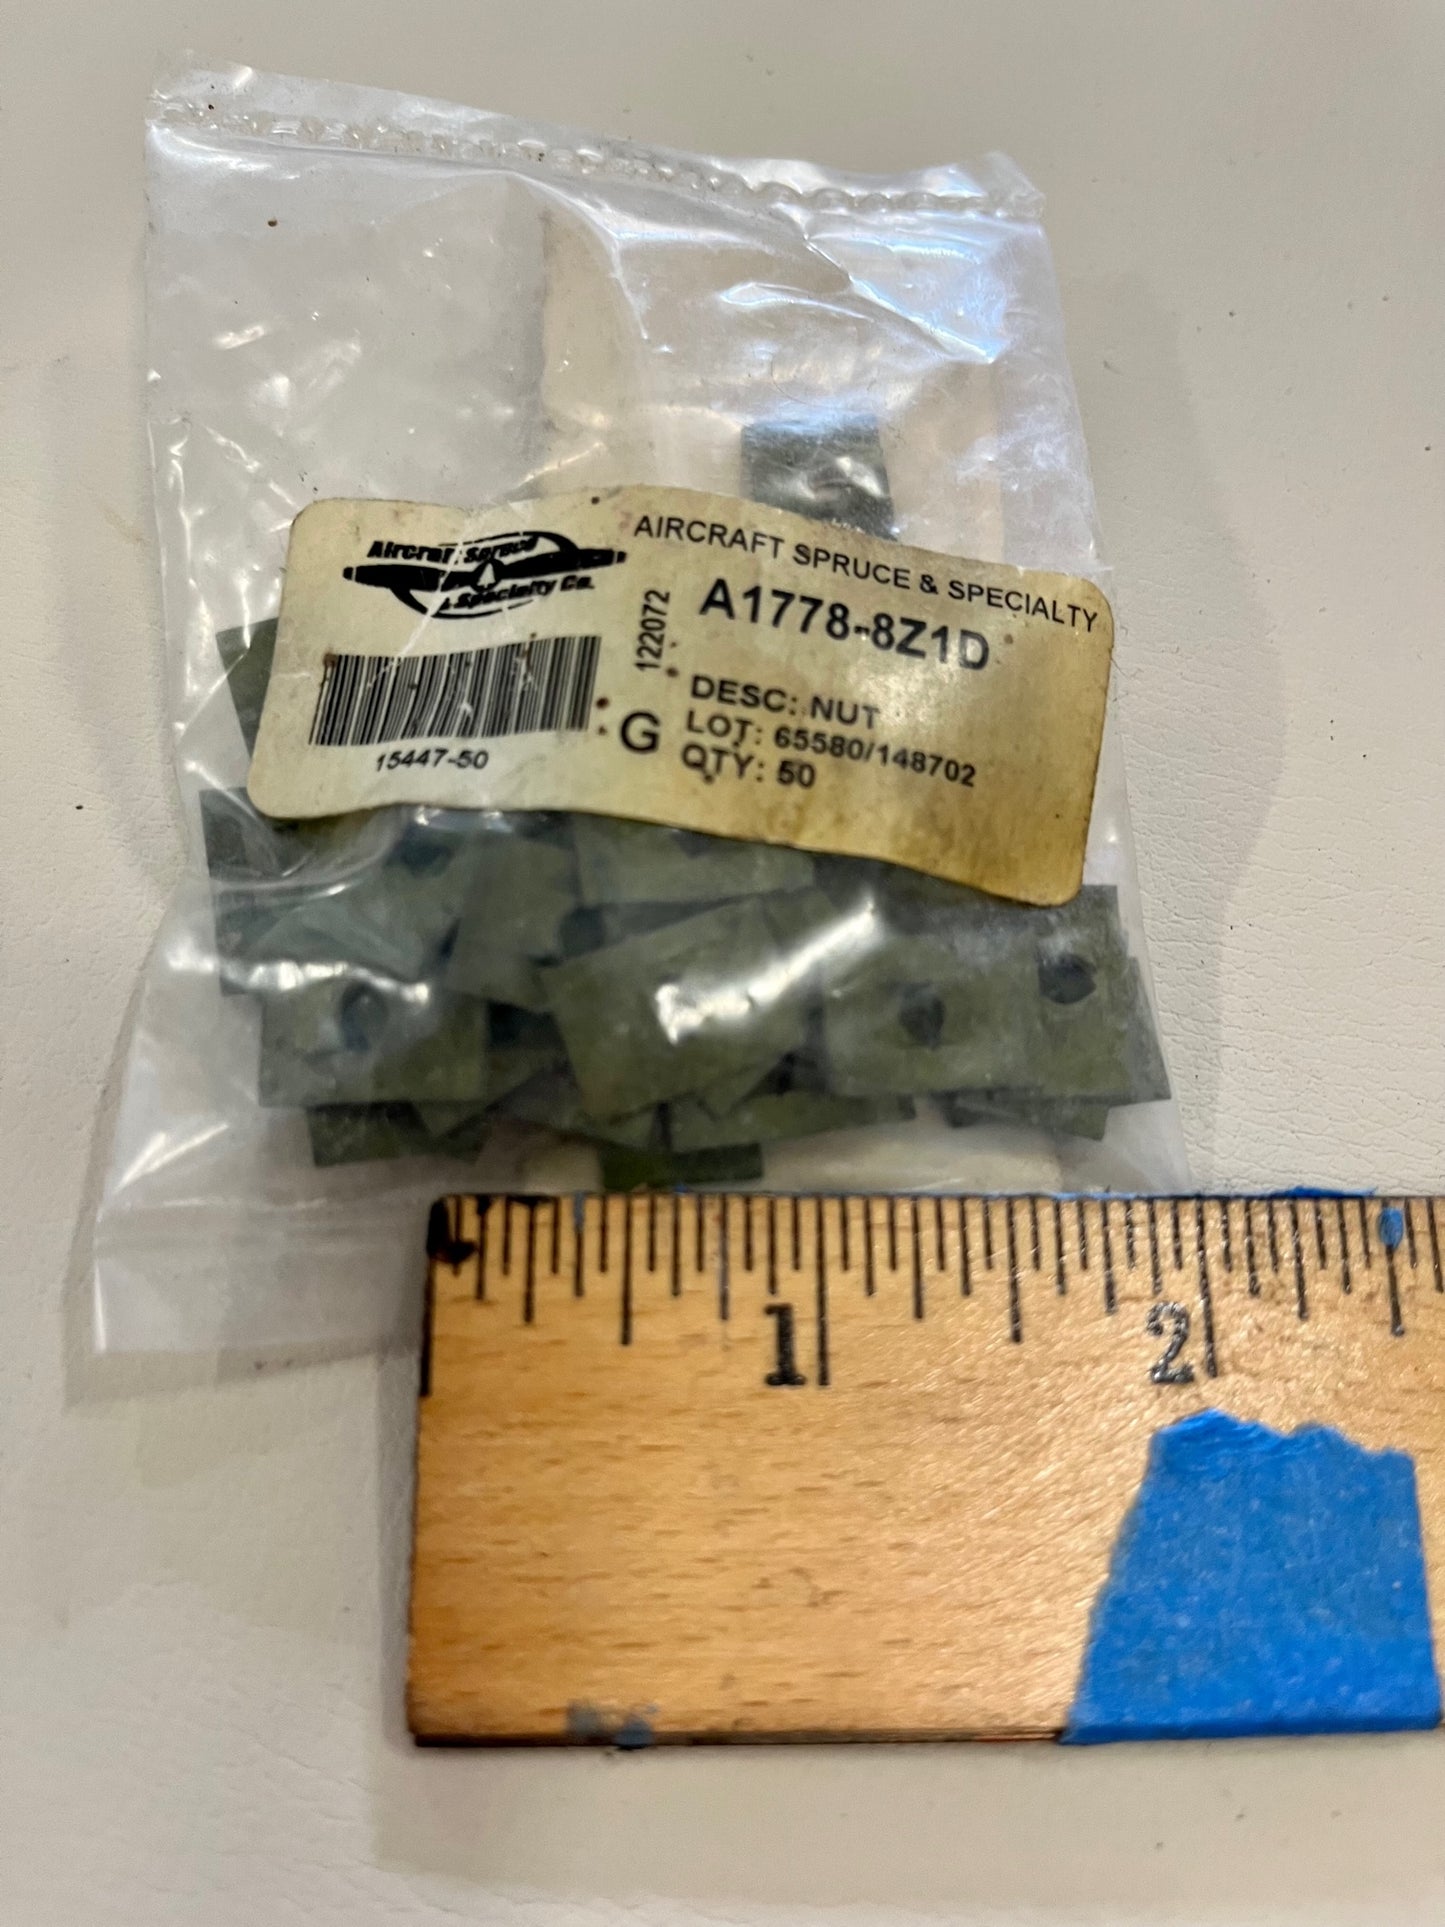 Aircraft Spruce
& Specialty Co.
15447-50
122072
G
AIRCRAFT SPRUCE & SPECIALTY
A1778-8Z1D
DESC: NUT
LOT: 65580/148702
QTY: 50
1 2